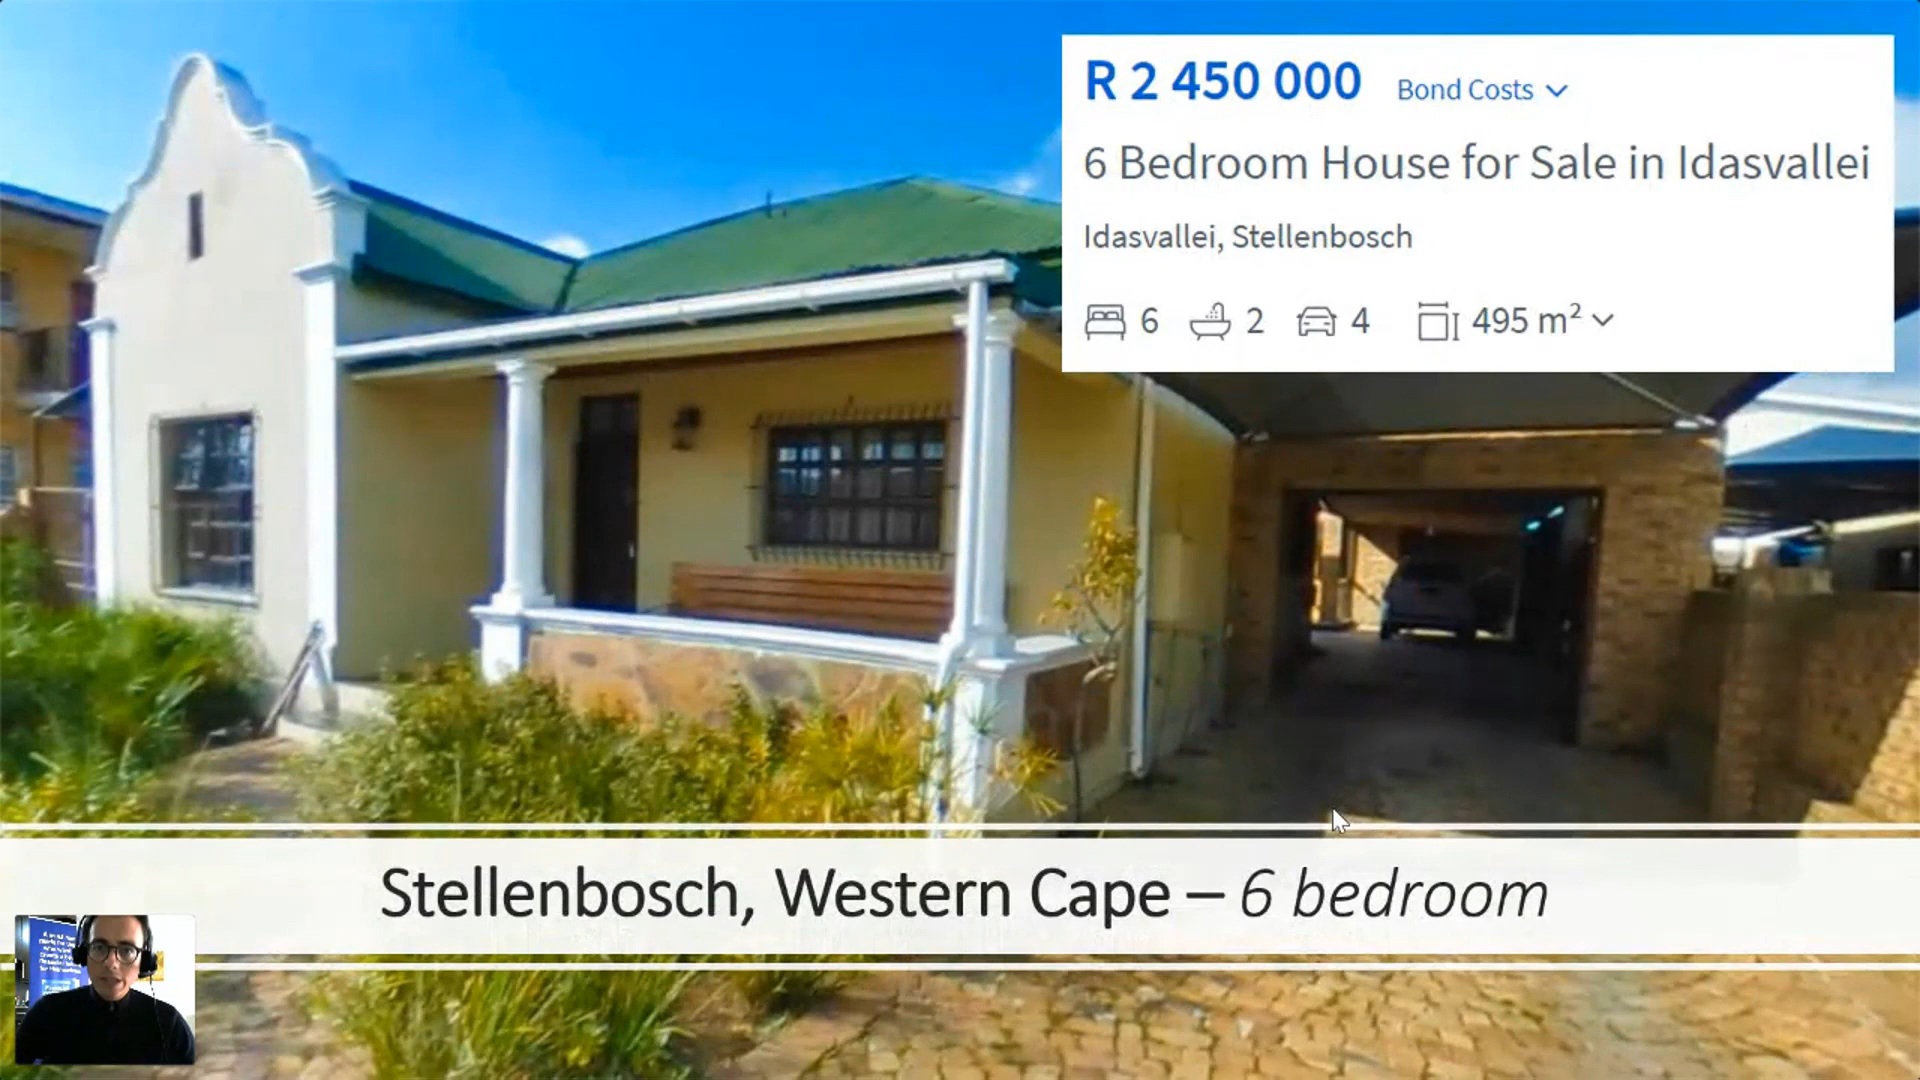 R 2 450 000 Bond Costs
6 Bedroom House for Sale in Idasvallei
Idasvallei, Stellenbosch
6 2 4 495 m²
Stellenbosch, Western Cape – 6 bedroom